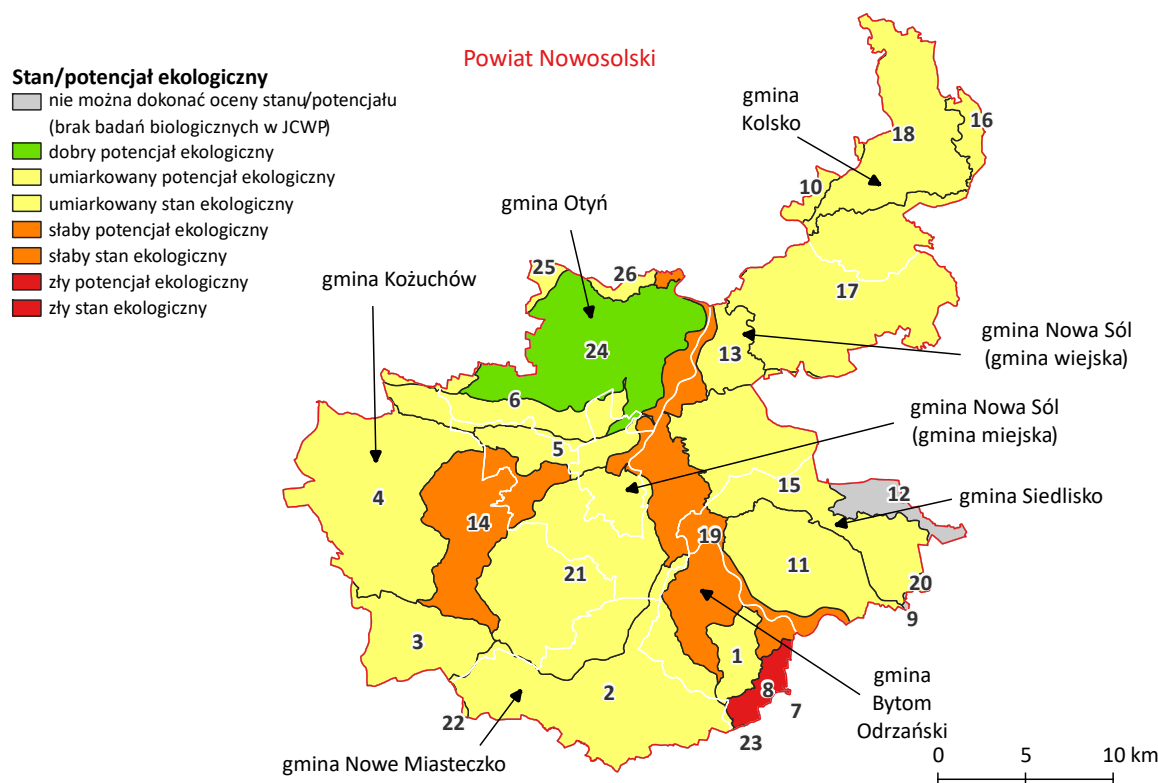 Powiat Nowosolski
Stan/potencjał ekologiczny
nie można dokonać oceny stanu/potencjału
(brak badań biologicznych w JCWP)
dobry potencjał ekologiczny
umiarkowany potencjał ekologiczny
umiarkowany stan ekologiczny
słaby potencjał ekologiczny
słaby stan ekologiczny
zły potencjał ekologiczny
zły stan ekologiczny
gmina
Kolsko
18
16
10
gmina Otyń
25
26
gmina Kożuchów
17
24
13
gmina Nowa Sól
(gmina wiejska)
6
gmina Nowa Sól
(gmina miejska)
5
4
15
12
gmina Siedlisko
14
19
21
11
20
9
3
1
2
8
7
gmina
Bytom
Odrzański
22
23
gmina Nowe Miasteczko
0
5
10 km